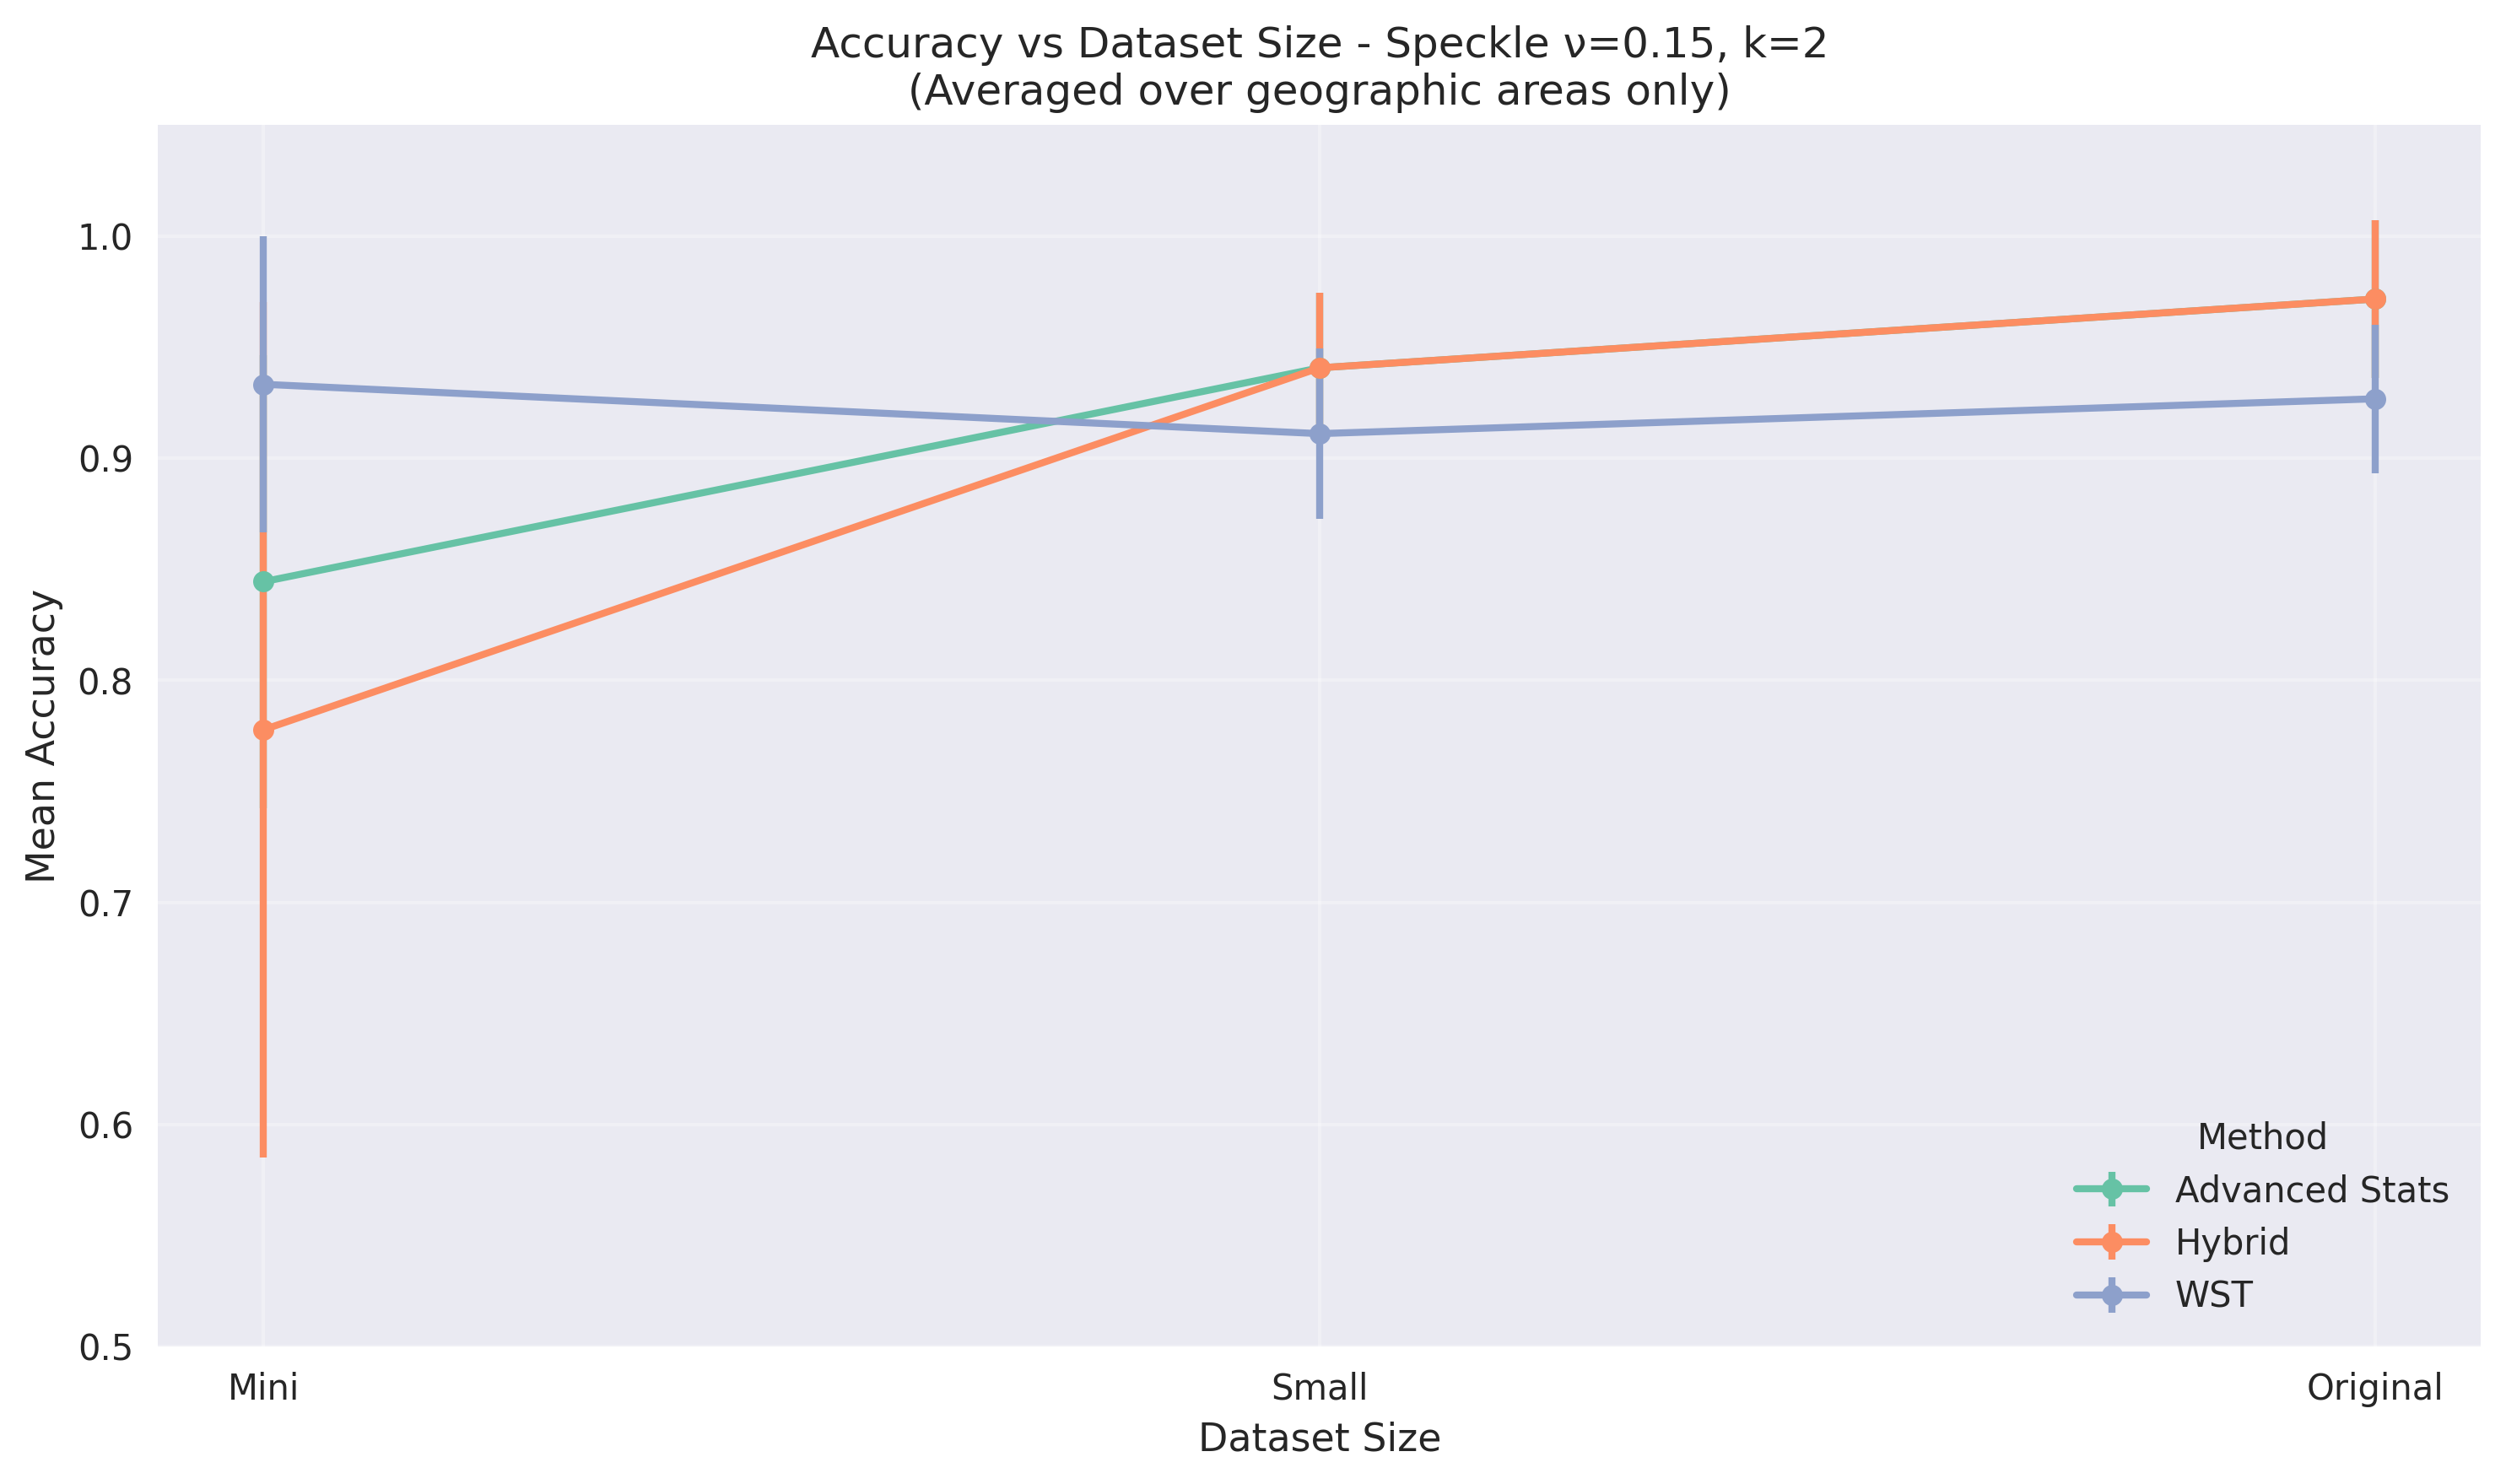 Accuracy vs Dataset Size - Speckle ν=0.15, k=2
(Averaged over geographic areas only)
Mean Accuracy
1.0
0.9
0.8
0.7
0.6
0.5
Mini
Small
Original
Dataset Size
Method
Advanced Stats
Hybrid
WST